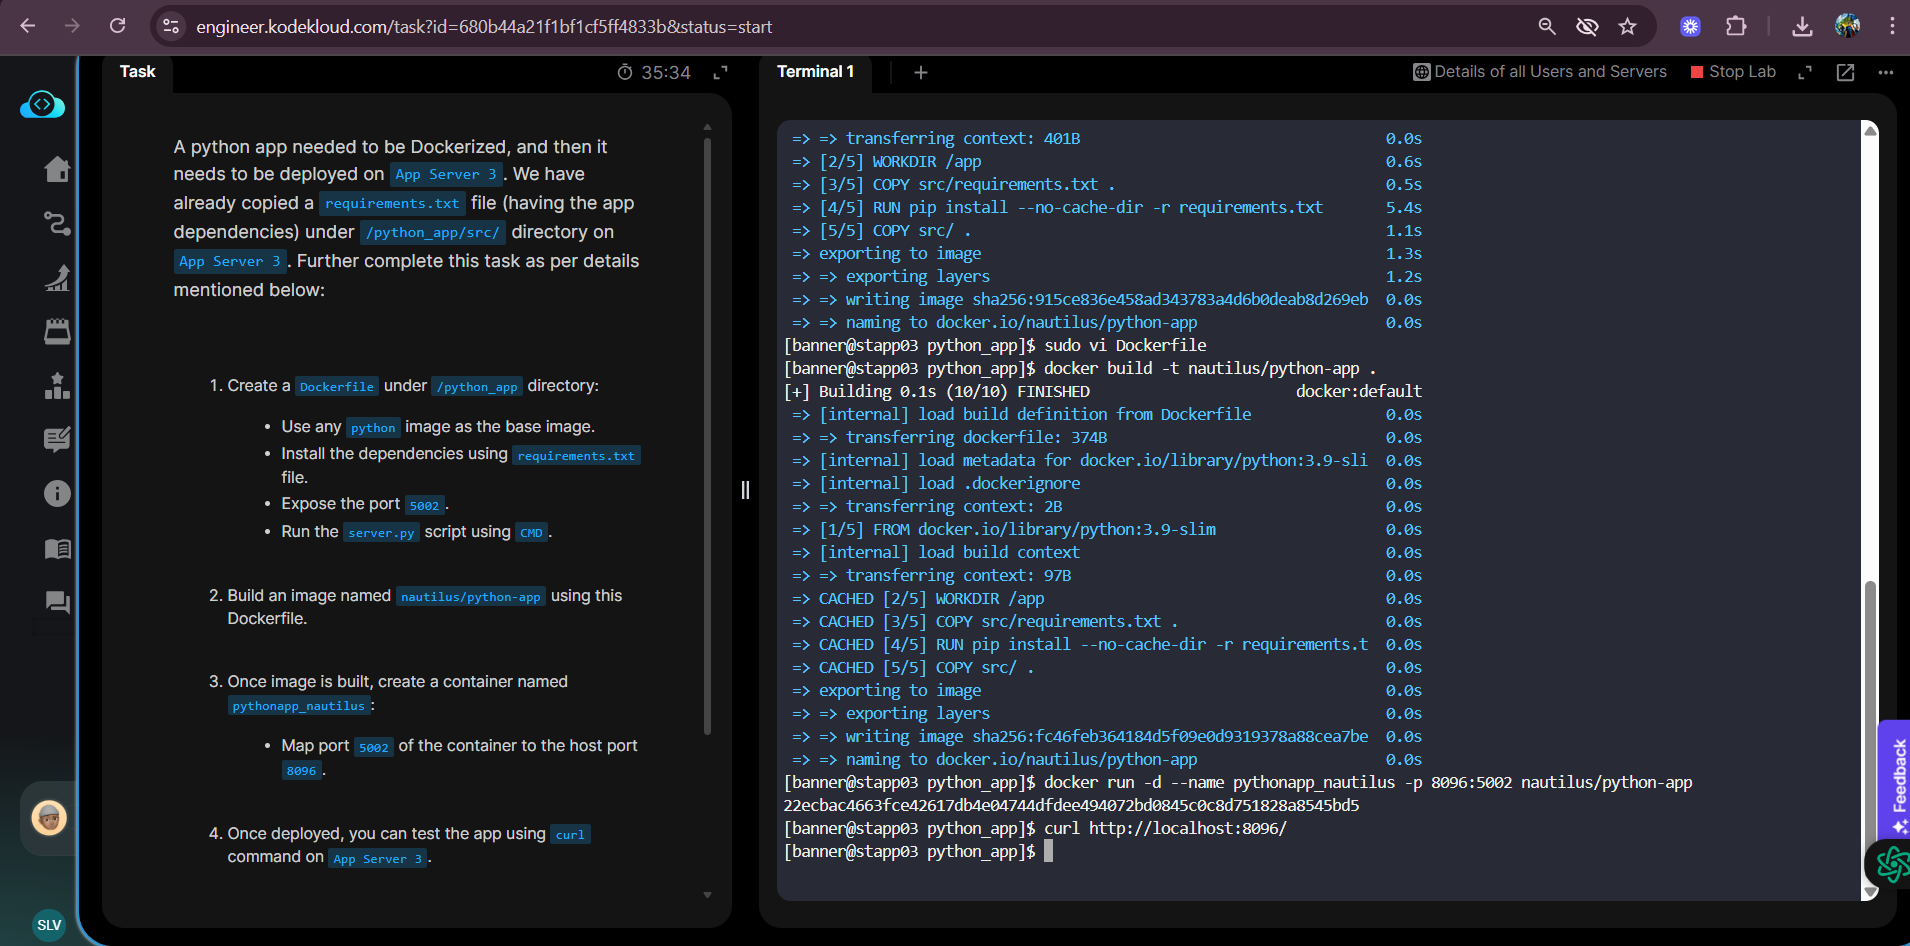 engineer.kodekloud.com/task?id=680b44a21f1bf1cf5ff4833b&status=start
Task
35:34
Terminal 1
Details of all Users and Servers
Stop Lab
A python app needed to be Dockerized, and then it
needs to be deployed on App Server 3. We have
already copied a requirements.txt file (having the app
dependencies) under /python_app/src/ directory on
App Server 3. Further complete this task as per details
mentioned below:
1. Create a Dockerfile under /python_app directory:
• Use any python image as the base image.
• Install the dependencies using requirements.txt
file.
• Expose the port 5002.
• Run the server.py script using CMD.
2. Build an image named nautilus/python-app using this
Dockerfile.
3. Once image is built, create a container named
pythonapp_nautilus:
• Map port 5002 of the container to the host port
8096.
4. Once deployed, you can test the app using curl
command on App Server 3.
SLV
=> => transferring context: 401B 0.0s
=> [2/5] WORKDIR /app 0.6s
=> [3/5] COPY src/requirements.txt . 0.5s
=> [4/5] RUN pip install --no-cache-dir -r requirements.txt 5.4s
=> [5/5] COPY src/ . 1.1s
=> exporting to image 1.3s
=> => exporting layers 1.2s
=> => writing image sha256:915ce836e458ad343783a4d6b0deab8d269eb 0.0s
=> => naming to docker.io/nautilus/python-app 0.0s
[banner@stapp03 python_app]$ sudo vi Dockerfile
[banner@stapp03 python_app]$ docker build -t nautilus/python-app .
[+] Building 0.1s (10/10) FINISHED docker:default
=> [internal] load build definition from Dockerfile 0.0s
=> => transferring dockerfile: 374B 0.0s
=> [internal] load metadata for docker.io/library/python:3.9-sli 0.0s
=> [internal] load .dockerignore 0.0s
=> => transferring context: 2B 0.0s
=> [1/5] FROM docker.io/library/python:3.9-slim 0.0s
=> [internal] load build context 0.0s
=> => transferring context: 97B 0.0s
=> CACHED [2/5] WORKDIR /app 0.0s
=> CACHED [3/5] COPY src/requirements.txt . 0.0s
=> CACHED [4/5] RUN pip install --no-cache-dir -r requirements.t 0.0s
=> CACHED [5/5] COPY src/ . 0.0s
=> exporting to image 0.0s
=> => exporting layers 0.0s
=> => writing image sha256:fc46feb364184d5f09e0d9319378a88cea7be 0.0s
=> => naming to docker.io/nautilus/python-app 0.0s
[banner@stapp03 python_app]$ docker run -d --name pythonapp_nautilus -p 8096:5002 nautilus/python-app
22ecbac4663fce42617db4e04744dfdee494072bd0845c0c8d751828a8545bd5
[banner@stapp03 python_app]$ curl http://localhost:8096/
[banner@stapp03 python_app]$
Feedback